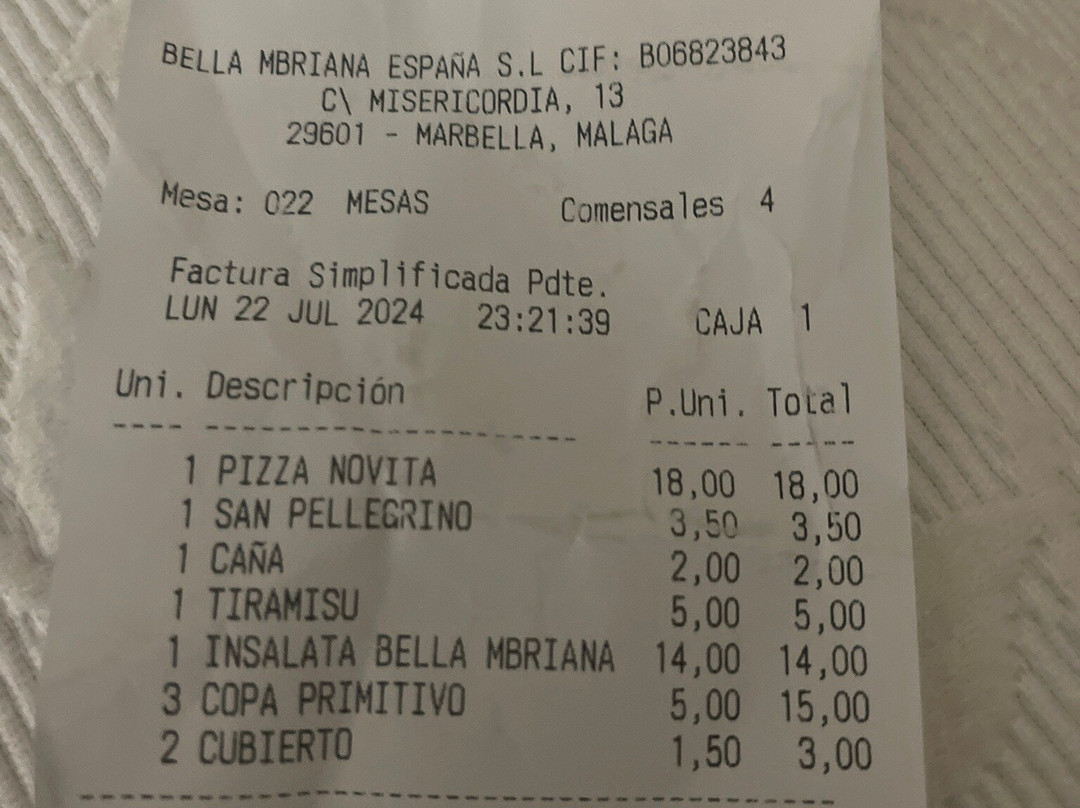 BELLA MBRIANA ESPAÑA S.L CIF: B06823843
C\ MISERICORDIA, 13
29601 - MARBELLA, MALAGA
Mesa: 022 MESAS Comensales 4
Factura Simplificada Pdte.
LUN 22 JUL 2024 23:21:39 CAJA 1
Uni. Descripción P.Uni. Total
1 PIZZA NOVITA 18,00 18,00
1 SAN PELLEGRINO 3,50 3,50
1 CAÑA 2,00 2,00
1 TIRAMISU 5,00 5,00
1 INSALATA BELLA MBRIANA 14,00 14,00
3 COPA PRIMITIVO 5,00 15,00
2 CUBIERTO 1,50 3,00